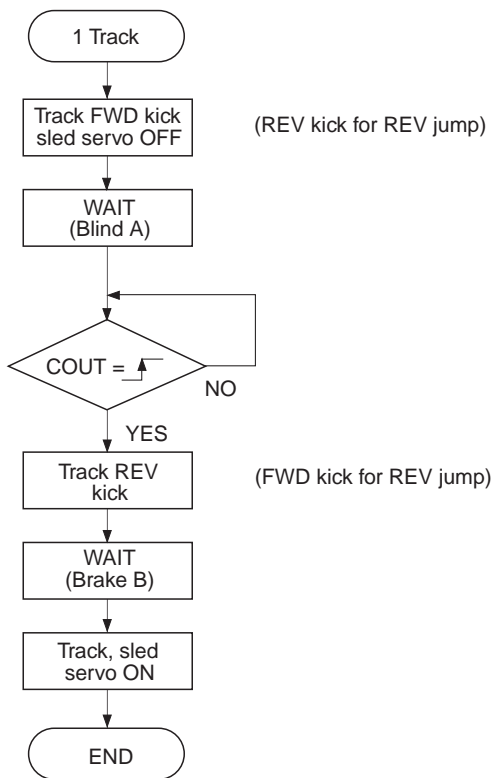 1 Track
Track FWD kick
sled servo OFF
(REV kick for REV jump)
WAIT
(Blind A)
COUT =
NO
YES
Track REV
kick
(FWD kick for REV jump)
WAIT
(Brake B)
Track, sled
servo ON
END